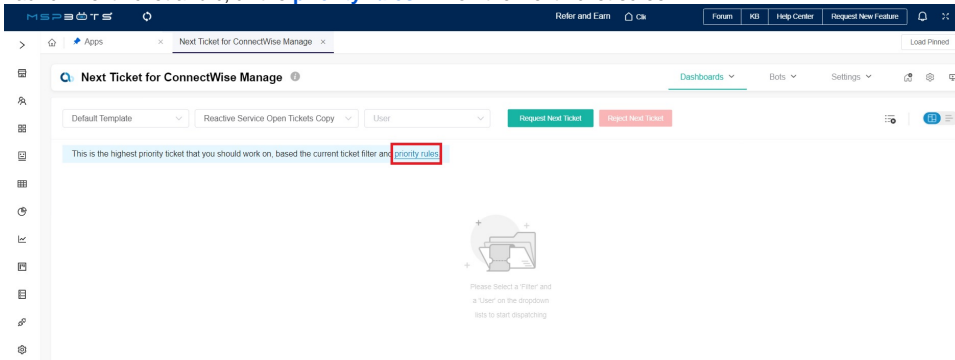 MSPBOTS
Refer and Earn
Cli
Forum
KB
Help Center
Request New Feature
Apps ×
Next Ticket for ConnectWise Manage ×
Load Pinned
Next Ticket for ConnectWise Manage
Dashboards
Bots
Settings
Default Template
Reactive Service Open Tickets Copy
User
Request Next Ticket
Reject Next Ticket
This is the highest priority ticket that you should work on, based the current ticket filter and priority rules
Please Select a 'Filter' and
a 'User' on the dropdown
lists to start dispatching